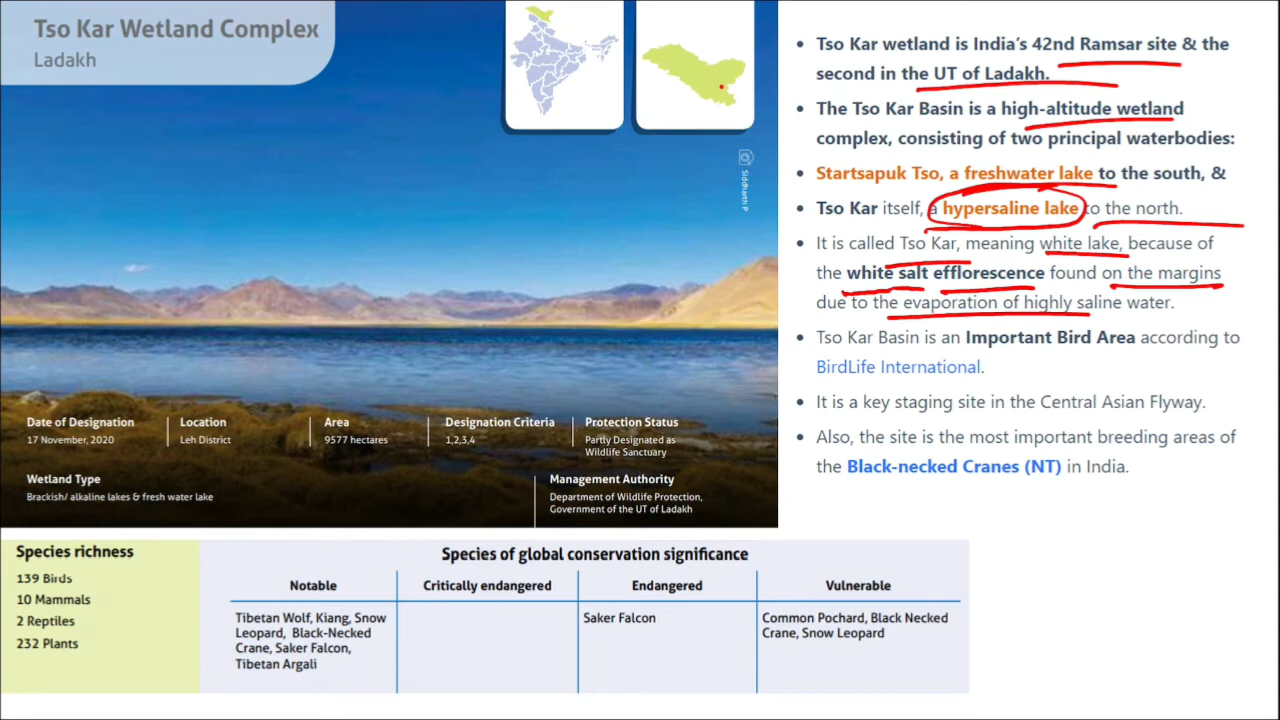 Tso Kar Wetland Complex
Ladakh
Siddharth P
Date of Designation
17 November, 2020
Location
Leh District
Area
9577 hectares
Designation Criteria
1,2,3,4
Protection Status
Partly Designated as
Wildlife Sanctuary
Wetland Type
Brackish/ alkaline lakes & fresh water lake
Management Authority
Department of Wildlife Protection,
Government of the UT of Ladakh
• Tso Kar wetland is India's 42nd Ramsar site & the
second in the UT of Ladakh.
• The Tso Kar Basin is a high-altitude wetland
complex, consisting of two principal waterbodies:
• Startsapuk Tso, a freshwater lake to the south, &
• Tso Kar itself, a hypersaline lake to the north.
• It is called Tso Kar, meaning white lake, because of
the white salt efflorescence found on the margins
due to the evaporation of highly saline water.
• Tso Kar Basin is an Important Bird Area according to
BirdLife International.
• It is a key staging site in the Central Asian Flyway.
• Also, the site is the most important breeding areas of
the Black-necked Cranes (NT) in India.
Species richness
139 Birds
10 Mammals
2 Reptiles
232 Plants
Species of global conservation significance
Notable
Critically endangered
Endangered
Vulnerable
Tibetan Wolf, Kiang, Snow
Leopard, Black-Necked
Crane, Saker Falcon,
Tibetan Argali
Saker Falcon
Common Pochard, Black Necked
Crane, Snow Leopard